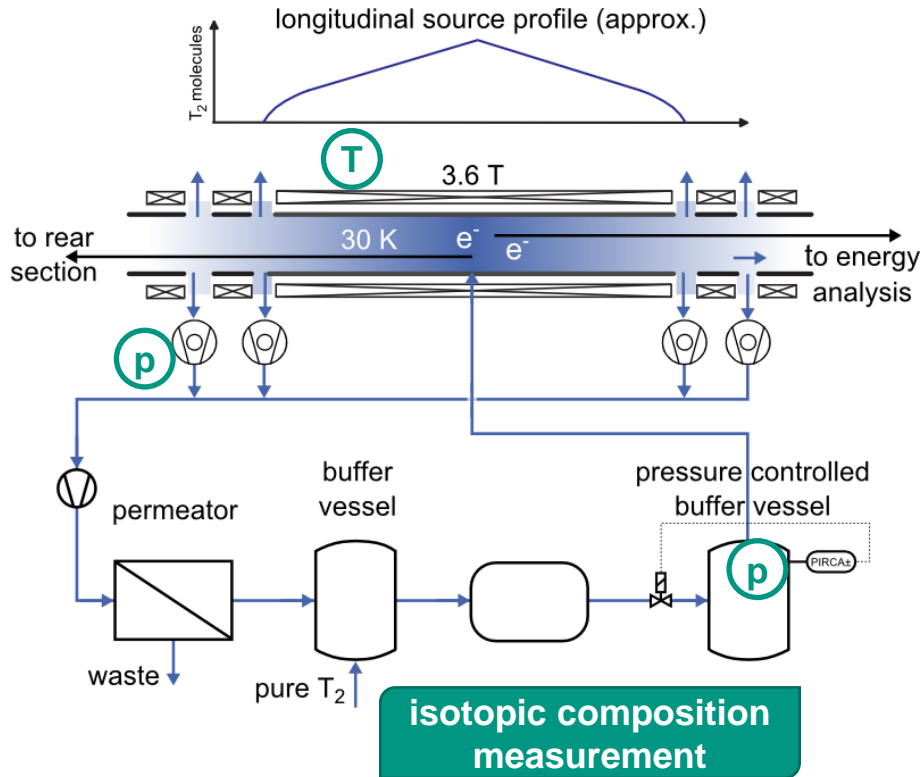 longitudinal source profile (approx.)
T₂ molecules
T
3.6 T
to rear
section
30 K
e⁻
e⁻
to energy
analysis
p
buffer
vessel
pressure controlled
buffer vessel
permeator
p
PIRCA±
waste
pure T₂
isotopic composition
measurement